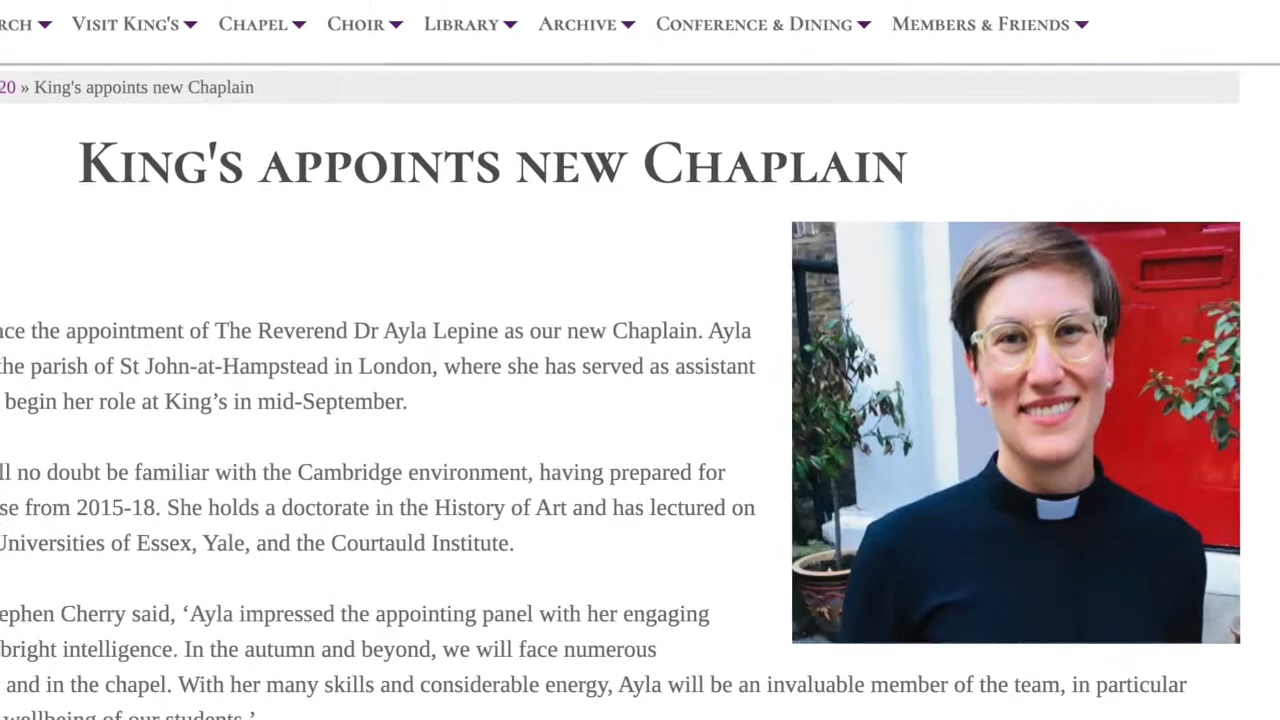 RCH VISIT KING'S CHAPEL CHOIR LIBRARY ARCHIVE CONFERENCE & DINING MEMBERS & FRIENDS
20 » King's appoints new Chaplain
KING'S APPOINTS NEW CHAPLAIN
nce the appointment of The Reverend Dr Ayla Lepine as our new Chaplain. Ayla
the parish of St John-at-Hampstead in London, where she has served as assistant
begin her role at King’s in mid-September.
ll no doubt be familiar with the Cambridge environment, having prepared for
se from 2015-18. She holds a doctorate in the History of Art and has lectured on
Universities of Essex, Yale, and the Courtauld Institute.
ephen Cherry said, ‘Ayla impressed the appointing panel with her engaging
bright intelligence. In the autumn and beyond, we will face numerous
and in the chapel. With her many skills and considerable energy, Ayla will be an invaluable member of the team, in particular
wellbeing of our students.’